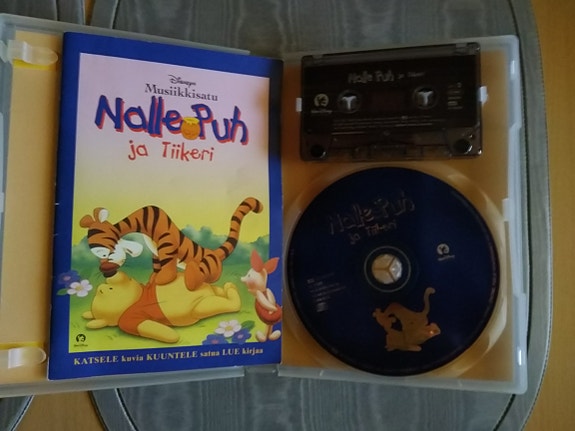 Disneyn
Musiikkisatu
Nalle Puh
ja Tiikeri
KATSELE kuvia KUUNTELE satua LUE kirjaa
Nalle Puh ja Tiikeri
Nalle Puh
ja Tiikeri